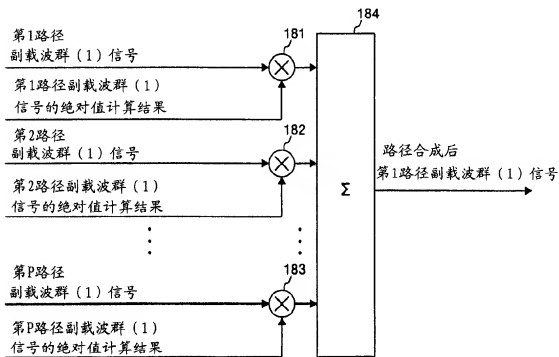 184
第1路径
副载波群(1)信号
181
第1路径副载波群(1)
信号的绝对值计算结果
182
第2路径
副载波群(1)信号
第2路径副载波群(1)
信号的绝对值计算结果
Σ
路径合成后
第1路径副载波群(1)信号
183
第P路径
副载波群(1)信号
第P路径副载波群(1)
信号的绝对值计算结果